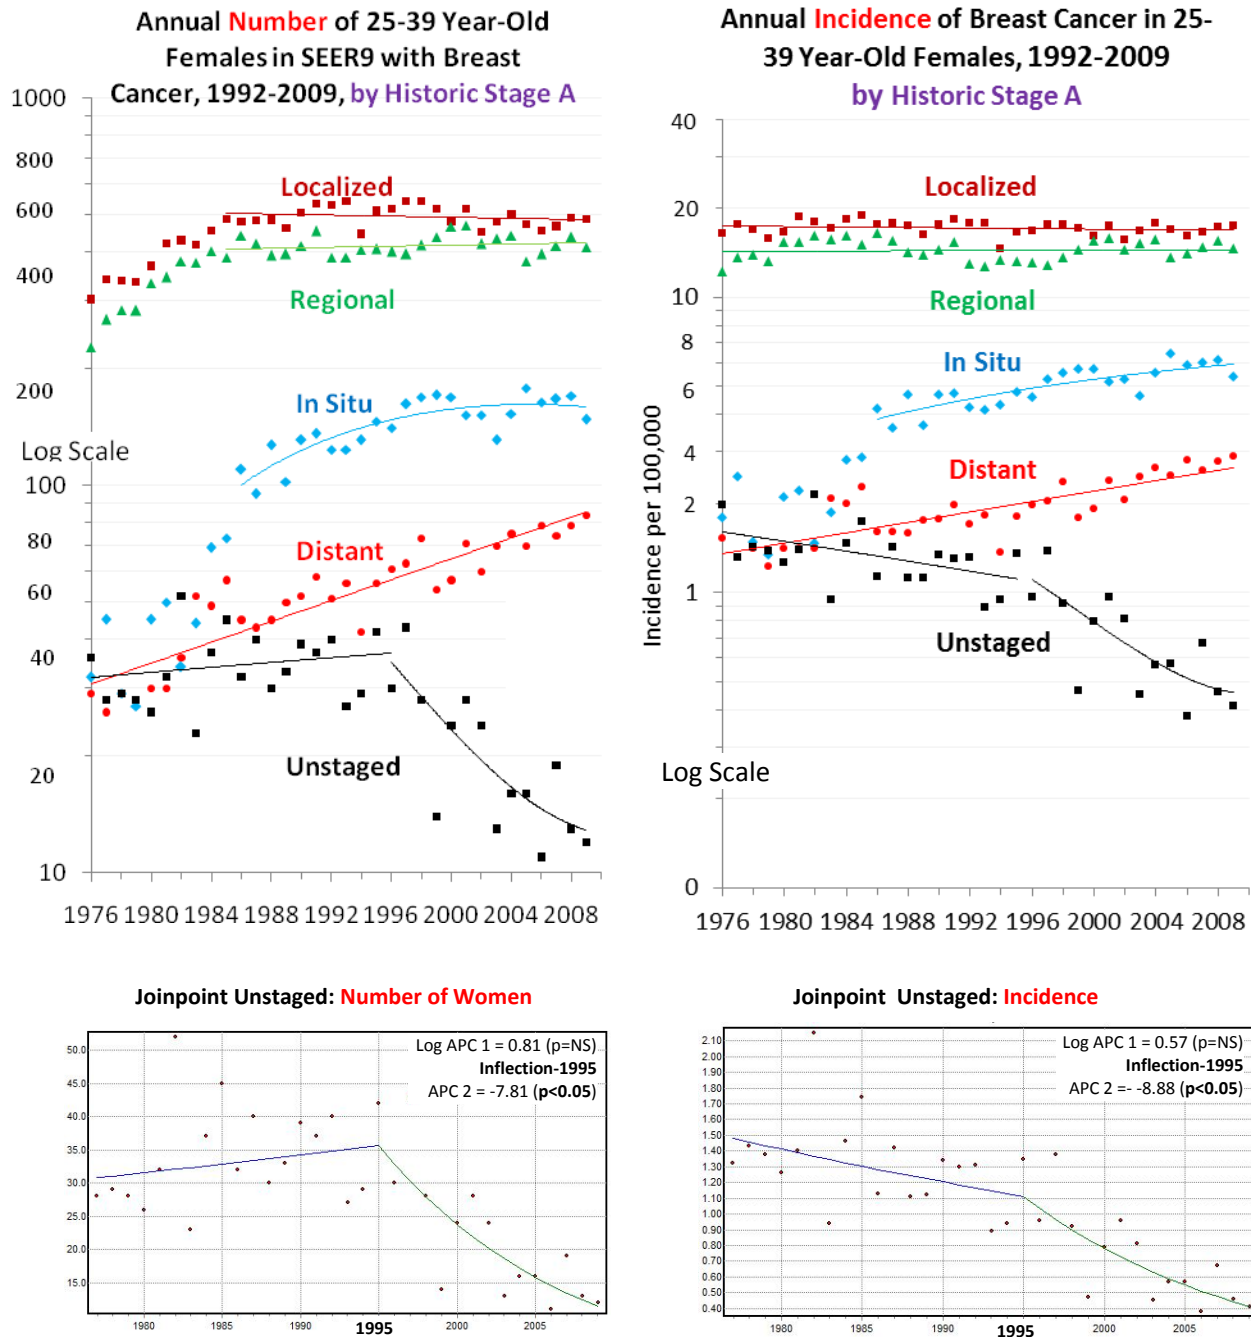 Annual Number of 25-39 Year-Old
Females in SEER9 with Breast
Cancer, 1992-2009, by Historic Stage A
1000
800
600
400
200
Log Scale
100
80
60
40
20
10
Localized
Regional
In Situ
Distant
Unstaged
1976 1980 1984 1988 1992 1996 2000 2004 2008
Annual Incidence of Breast Cancer in 25-
39 Year-Old Females, 1992-2009
by Historic Stage A
40
20
10
8
6
4
2
1
0
Incidence per 100,000
Localized
Regional
In Situ
Distant
Unstaged
Log Scale
1976 1980 1984 1988 1992 1996 2000 2004 2008
Joinpoint Unstaged: Number of Women
Log APC 1 = 0.81 (p=NS)
Inflection-1995
APC 2 = -7.81 (p<0.05)
50.0
45.0
40.0
35.0
30.0
25.0
20.0
15.0
1980 1985 1990 1995 2000 2005
Joinpoint Unstaged: Incidence
Log APC 1 = 0.57 (p=NS)
Inflection-1995
APC 2 =- -8.88 (p<0.05)
2.10
2.00
1.90
1.80
1.70
1.60
1.50
1.40
1.30
1.20
1.10
1.00
0.90
0.80
0.70
0.60
0.50
0.40
1980 1985 1990 1995 2000 2005